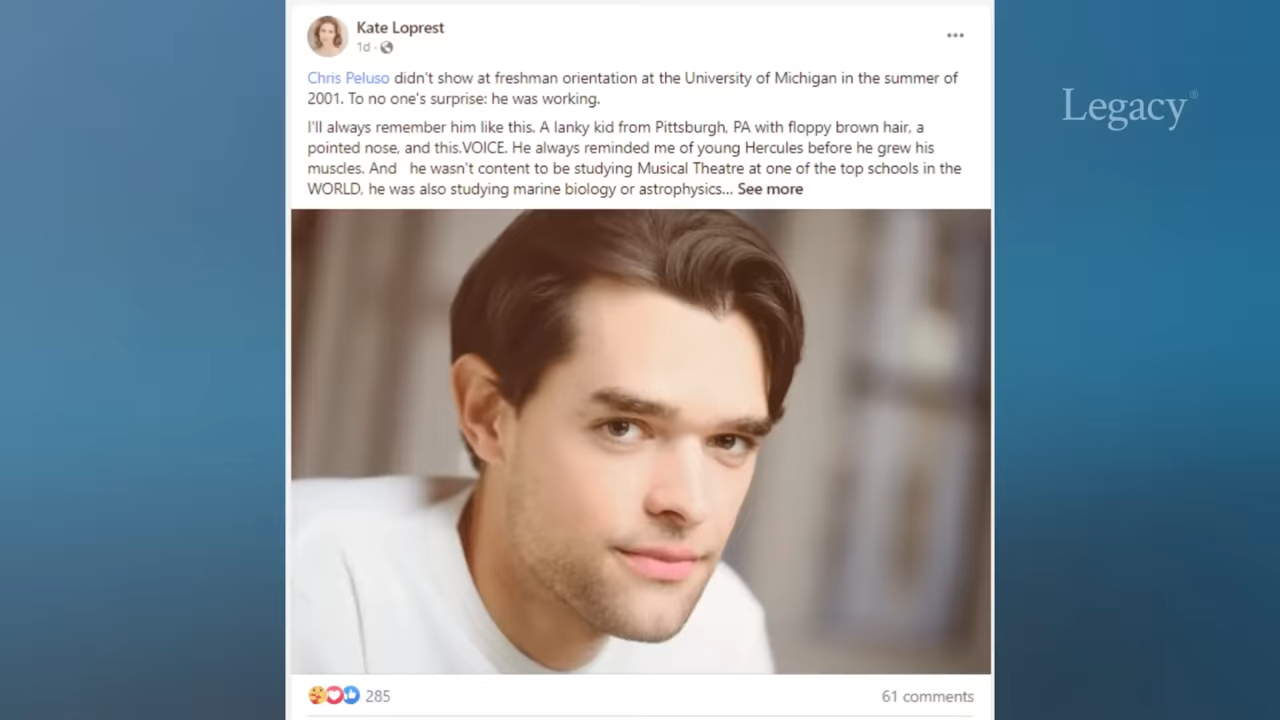 Kate Loprest
1d ·
Chris Peluso didn't show at freshman orientation at the University of Michigan in the summer of
2001. To no one's surprise: he was working.
I'll always remember him like this. A lanky kid from Pittsburgh, PA with floppy brown hair, a
pointed nose, and this.VOICE. He always reminded me of young Hercules before he grew his
muscles. And he wasn't content to be studying Musical Theatre at one of the top schools in the
WORLD, he was also studying marine biology or astrophysics... See more
Legacy®
285
61 comments